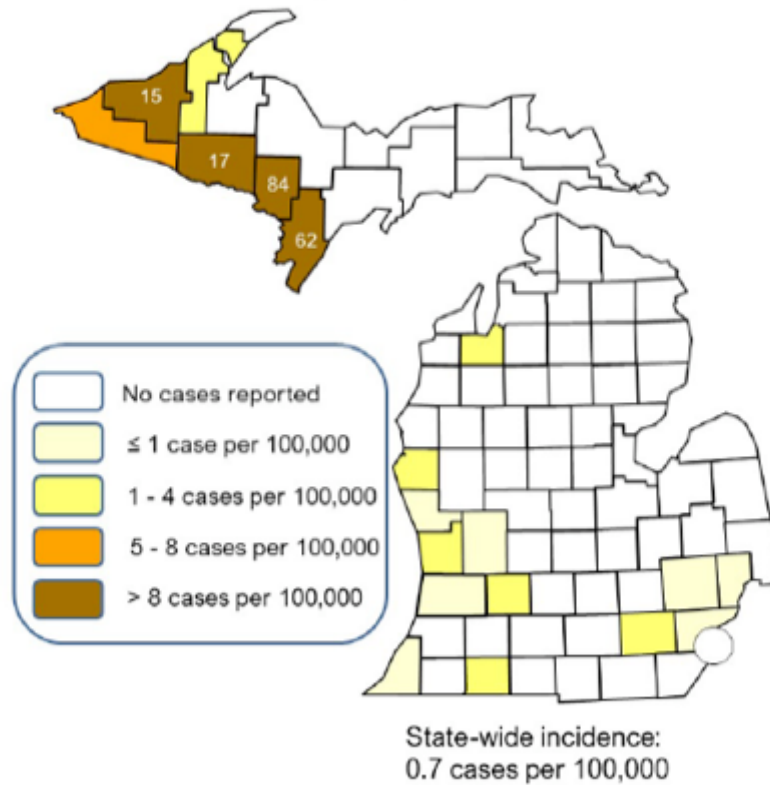 15
17
84
62
No cases reported
≤ 1 case per 100,000
1 - 4 cases per 100,000
5 - 8 cases per 100,000
> 8 cases per 100,000
State-wide incidence:
0.7 cases per 100,000